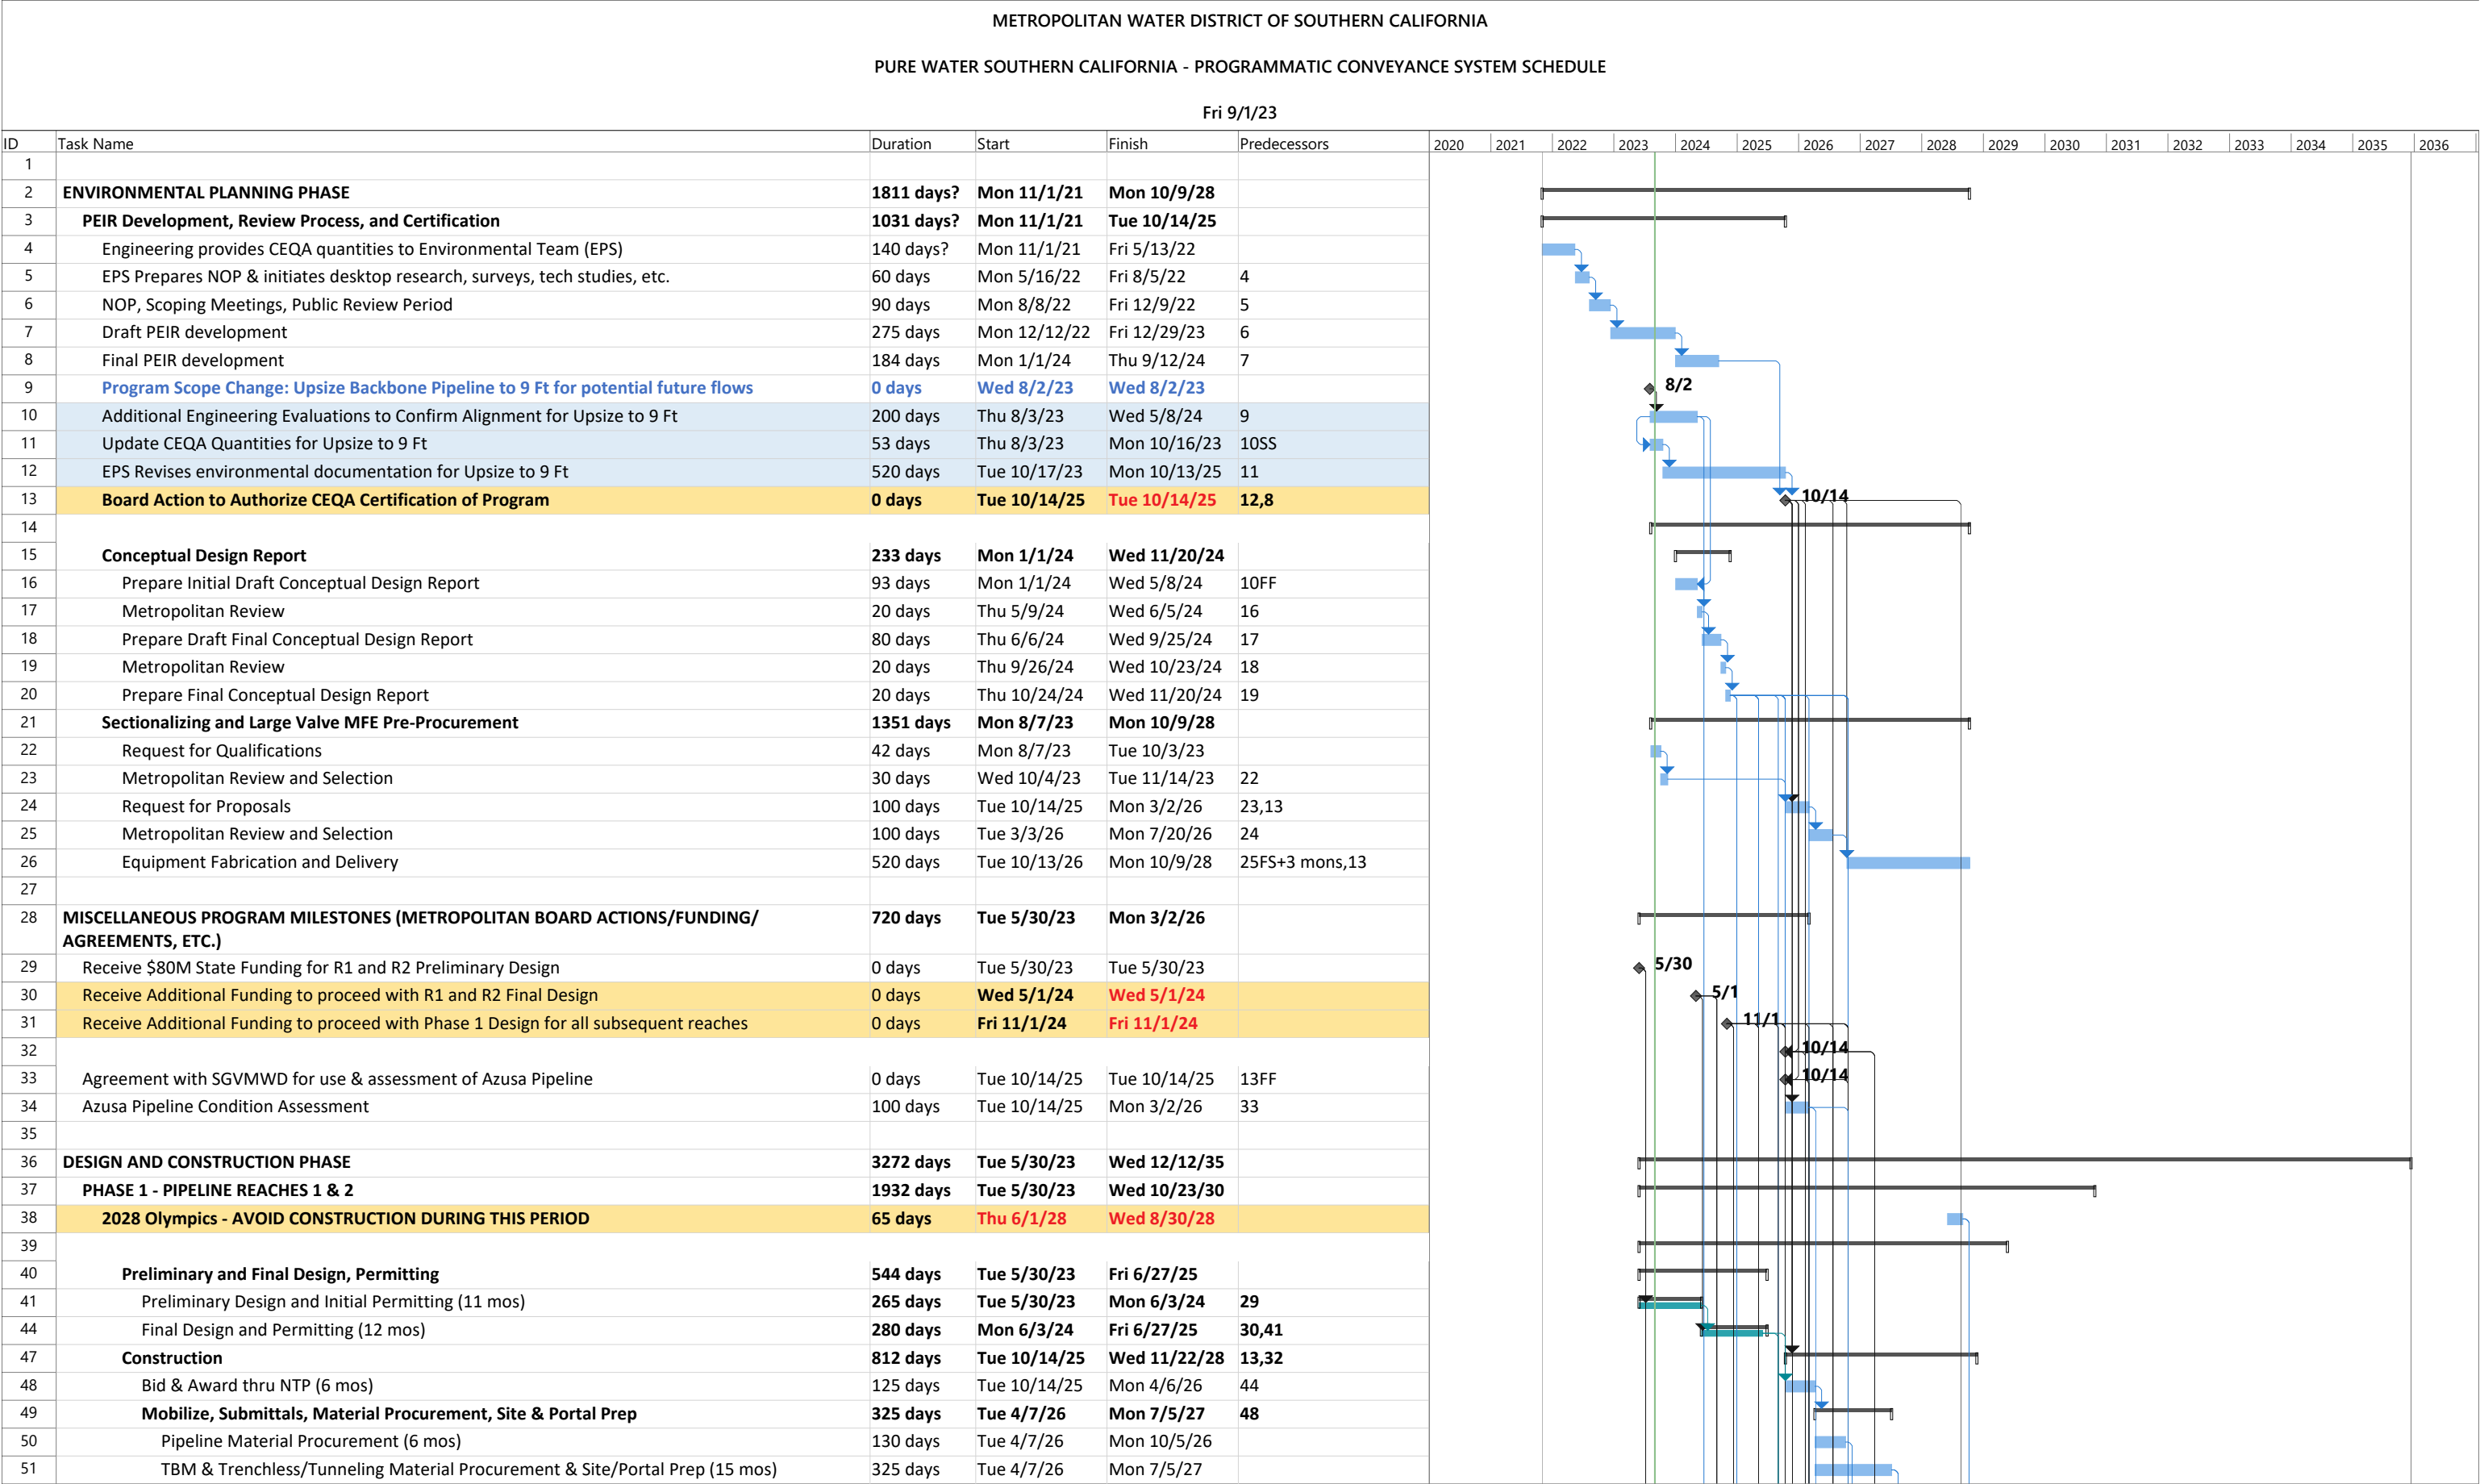 METROPOLITAN WATER DISTRICT OF SOUTHERN CALIFORNIA
PURE WATER SOUTHERN CALIFORNIA - PROGRAMMATIC CONVEYANCE SYSTEM SCHEDULE
Fri 9/1/23
ID Task Name Duration Start Finish Predecessors 2020 2021 2022 2023 2024 2025 2026 2027 2028 2029 2030 2031 2032 2033 2034 2035 2036
1
2 ENVIRONMENTAL PLANNING PHASE 1811 days? Mon 11/1/21 Mon 10/9/28
3 PEIR Development, Review Process, and Certification 1031 days? Mon 11/1/21 Tue 10/14/25
4 Engineering provides CEQA quantities to Environmental Team (EPS) 140 days? Mon 11/1/21 Fri 5/13/22
5 EPS Prepares NOP & initiates desktop research, surveys, tech studies, etc. 60 days Mon 5/16/22 Fri 8/5/22 4
6 NOP, Scoping Meetings, Public Review Period 90 days Mon 8/8/22 Fri 12/9/22 5
7 Draft PEIR development 275 days Mon 12/12/22 Fri 12/29/23 6
8 Final PEIR development 184 days Mon 1/1/24 Thu 9/12/24 7
9 Program Scope Change: Upsize Backbone Pipeline to 9 Ft for potential future flows 0 days Wed 8/2/23 Wed 8/2/23 8/2
10 Additional Engineering Evaluations to Confirm Alignment for Upsize to 9 Ft 200 days Thu 8/3/23 Wed 5/8/24 9
11 Update CEQA Quantities for Upsize to 9 Ft 53 days Thu 8/3/23 Mon 10/16/23 10SS
12 EPS Revises environmental documentation for Upsize to 9 Ft 520 days Tue 10/17/23 Mon 10/13/25 11
13 Board Action to Authorize CEQA Certification of Program 0 days Tue 10/14/25 Tue 10/14/25 12,8 10/14
14
15 Conceptual Design Report 233 days Mon 1/1/24 Wed 11/20/24
16 Prepare Initial Draft Conceptual Design Report 93 days Mon 1/1/24 Wed 5/8/24 10FF
17 Metropolitan Review 20 days Thu 5/9/24 Wed 6/5/24 16
18 Prepare Draft Final Conceptual Design Report 80 days Thu 6/6/24 Wed 9/25/24 17
19 Metropolitan Review 20 days Thu 9/26/24 Wed 10/23/24 18
20 Prepare Final Conceptual Design Report 20 days Thu 10/24/24 Wed 11/20/24 19
21 Sectionalizing and Large Valve MFE Pre-Procurement 1351 days Mon 8/7/23 Mon 10/9/28
22 Request for Qualifications 42 days Mon 8/7/23 Tue 10/3/23
23 Metropolitan Review and Selection 30 days Wed 10/4/23 Tue 11/14/23 22
24 Request for Proposals 100 days Tue 10/14/25 Mon 3/2/26 23,13
25 Metropolitan Review and Selection 100 days Tue 3/3/26 Mon 7/20/26 24
26 Equipment Fabrication and Delivery 520 days Tue 10/13/26 Mon 10/9/28 25FS+3 mons,13
27
28 MISCELLANEOUS PROGRAM MILESTONES (METROPOLITAN BOARD ACTIONS/FUNDING/ 720 days Tue 5/30/23 Mon 3/2/26
AGREEMENTS, ETC.)
29 Receive $80M State Funding for R1 and R2 Preliminary Design 0 days Tue 5/30/23 Tue 5/30/23 5/30
30 Receive Additional Funding to proceed with R1 and R2 Final Design 0 days Wed 5/1/24 Wed 5/1/24 5/1
31 Receive Additional Funding to proceed with Phase 1 Design for all subsequent reaches 0 days Fri 11/1/24 Fri 11/1/24 11/1
32 10/14
33 Agreement with SGVMWD for use & assessment of Azusa Pipeline 0 days Tue 10/14/25 Tue 10/14/25 13FF 10/14
34 Azusa Pipeline Condition Assessment 100 days Tue 10/14/25 Mon 3/2/26 33
35
36 DESIGN AND CONSTRUCTION PHASE 3272 days Tue 5/30/23 Wed 12/12/35
37 PHASE 1 - PIPELINE REACHES 1 & 2 1932 days Tue 5/30/23 Wed 10/23/30
38 2028 Olympics - AVOID CONSTRUCTION DURING THIS PERIOD 65 days Thu 6/1/28 Wed 8/30/28
39
40 Preliminary and Final Design, Permitting 544 days Tue 5/30/23 Fri 6/27/25
41 Preliminary Design and Initial Permitting (11 mos) 265 days Tue 5/30/23 Mon 6/3/24 29
44 Final Design and Permitting (12 mos) 280 days Mon 6/3/24 Fri 6/27/25 30,41
47 Construction 812 days Tue 10/14/25 Wed 11/22/28 13,32
48 Bid & Award thru NTP (6 mos) 125 days Tue 10/14/25 Mon 4/6/26 44
49 Mobilize, Submittals, Material Procurement, Site & Portal Prep 325 days Tue 4/7/26 Mon 7/5/27 48
50 Pipeline Material Procurement (6 mos) 130 days Tue 4/7/26 Mon 10/5/26
51 TBM & Trenchless/Tunneling Material Procurement & Site/Portal Prep (15 mos) 325 days Tue 4/7/26 Mon 7/5/27